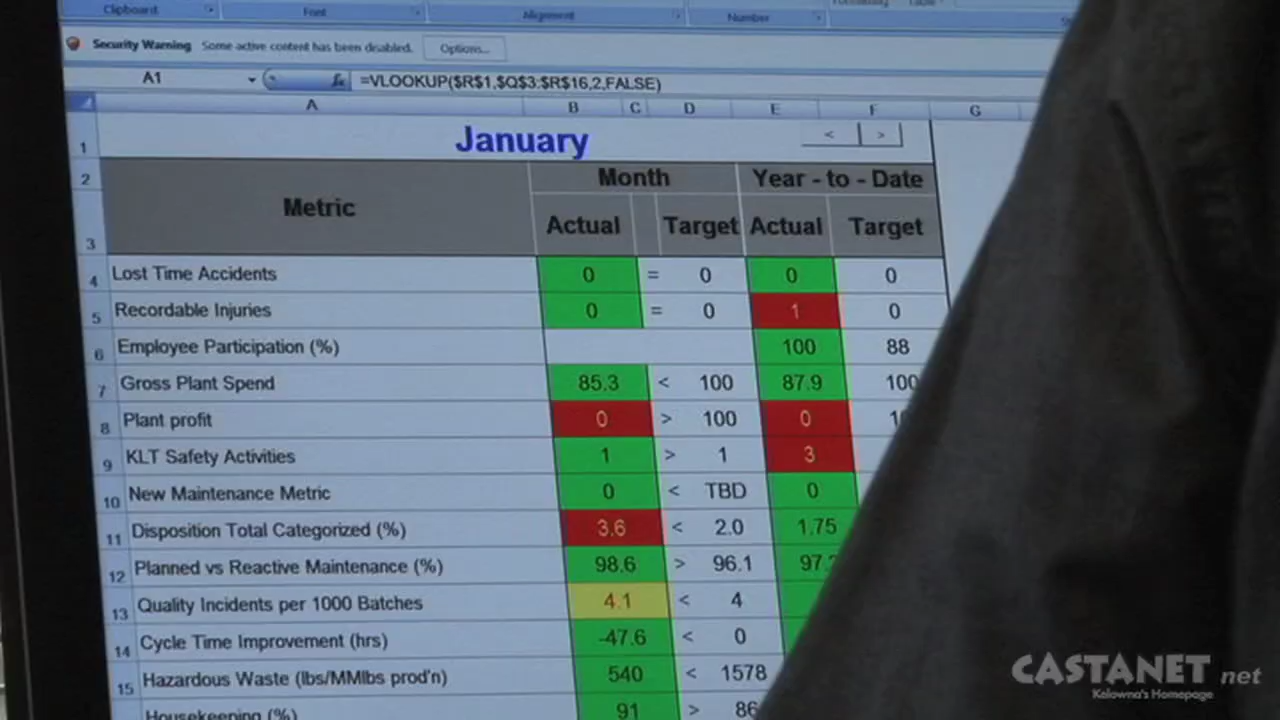 Clipboard Font Alignment Number
Security Warning Some active content has been disabled. Options...
A1 fx =VLOOKUP($R$1,$Q$3:$R$16,2,FALSE)
A B C D E F G
1 January < >
2 Month Year - to - Date
Metric
3 Actual Target Actual Target
4 Lost Time Accidents 0 = 0 0 0
5 Recordable Injuries 0 = 0 1 0
6 Employee Participation (%) 100 88
7 Gross Plant Spend 85.3 < 100 87.9 100
8 Plant profit 0 > 100 0
9 KLT Safety Activities 1 > 1 3
10 New Maintenance Metric 0 < TBD 0
11 Disposition Total Categorized (%) 3.6 < 2.0 1.75
12 Planned vs Reactive Maintenance (%) 98.6 > 96.1
13 Quality Incidents per 1000 Batches 4.1 < 4
14 Cycle Time Improvement (hrs) -47.6 < 0
15 Hazardous Waste (lbs/MMlbs prod'n) 540 < 1578
Housekeeping (%) 91 > 86
CASTANET net
Kelowna's Homepage